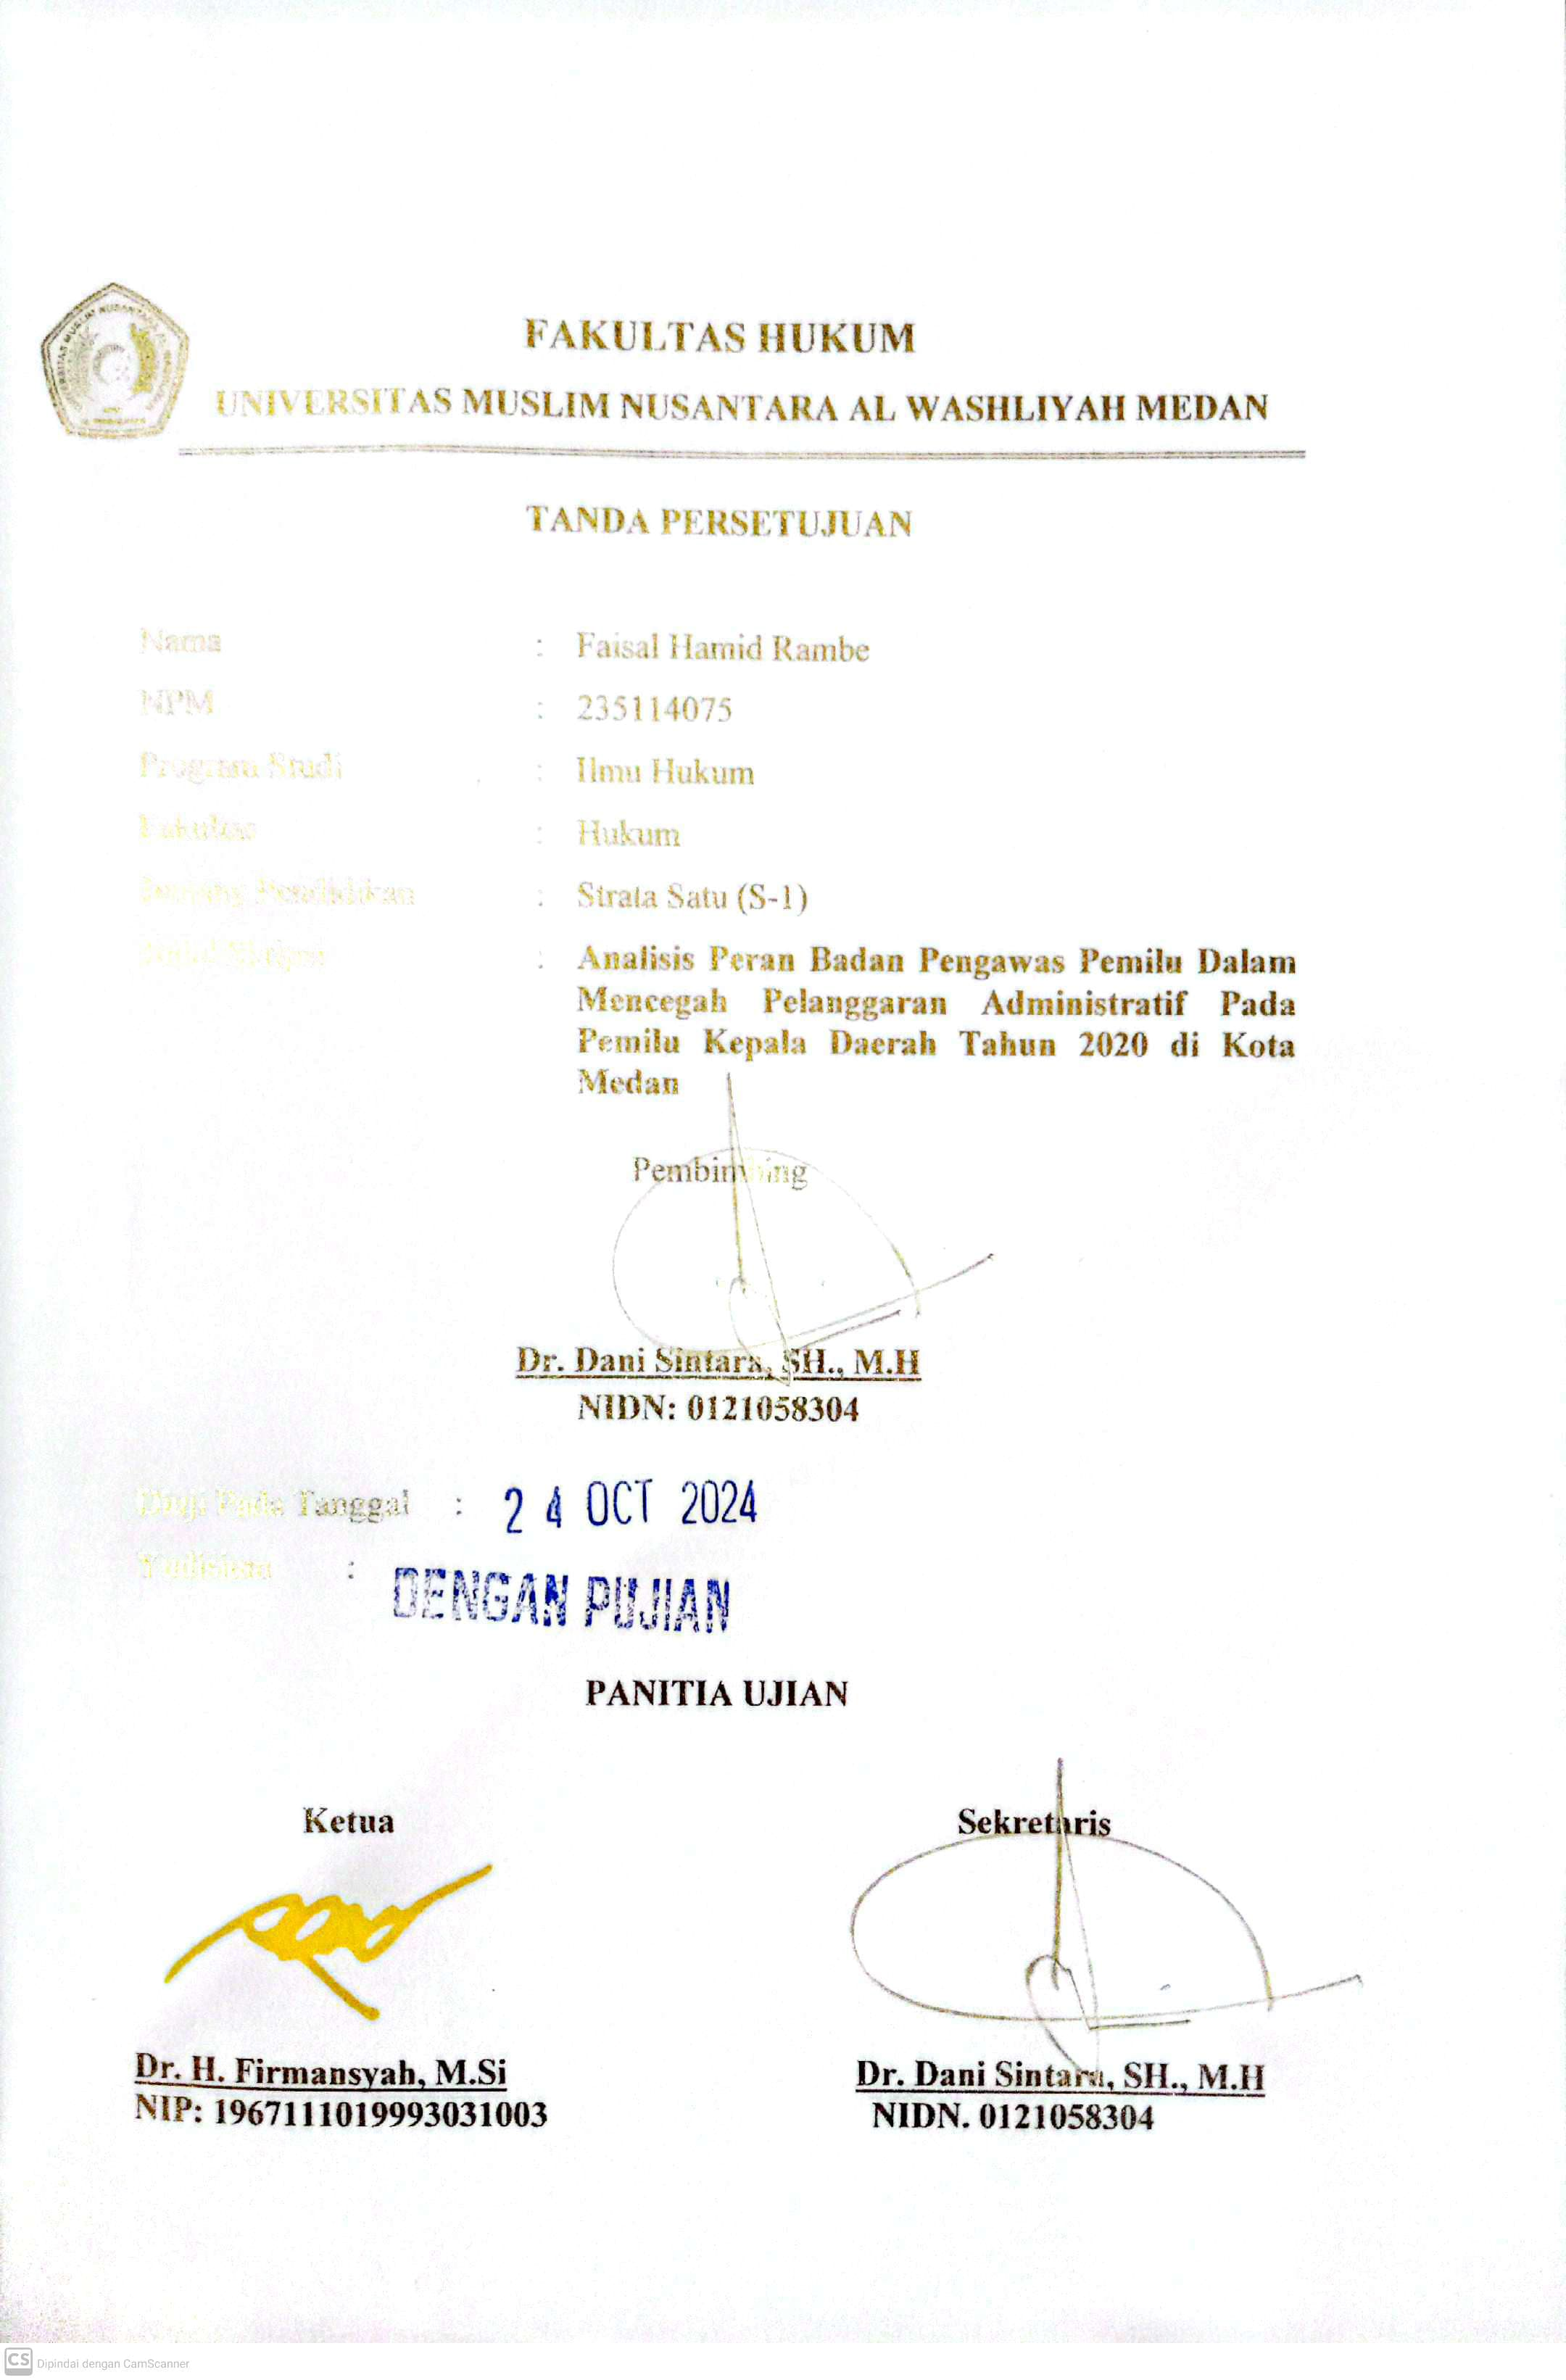 FAKULTAS HUKUM
UNIVERSITAS MUSLIM NUSANTARA AL WASHLIYAH MEDAN
TANDA PERSETUJUAN
Nama : Faisal Hamid Rambe
NPM : 235114075
Program Studi : Ilmu Hukum
Fakultas : Hukum
Jenjang Pendidikan : Strata Satu (S-1)
Judul Skripsi : Analisis Peran Badan Pengawas Pemilu Dalam
Mencegah Pelanggaran Administratif Pada
Pemilu Kepala Daerah Tahun 2020 di Kota
Medan
Pembimbing
Dr. Dani Sintara, SH., M.H
NIDN: 0121058304
Diuji Pada Tanggal : 24 OCT 2024
Yudisium : DENGAN PUJIAN
PANITIA UJIAN
Ketua Sekretaris
Dr. H. Firmansyah, M.Si Dr. Dani Sintara, SH., M.H
NIP: 1967111019993031003 NIDN. 0121058304
CS Dipindai dengan CamScanner